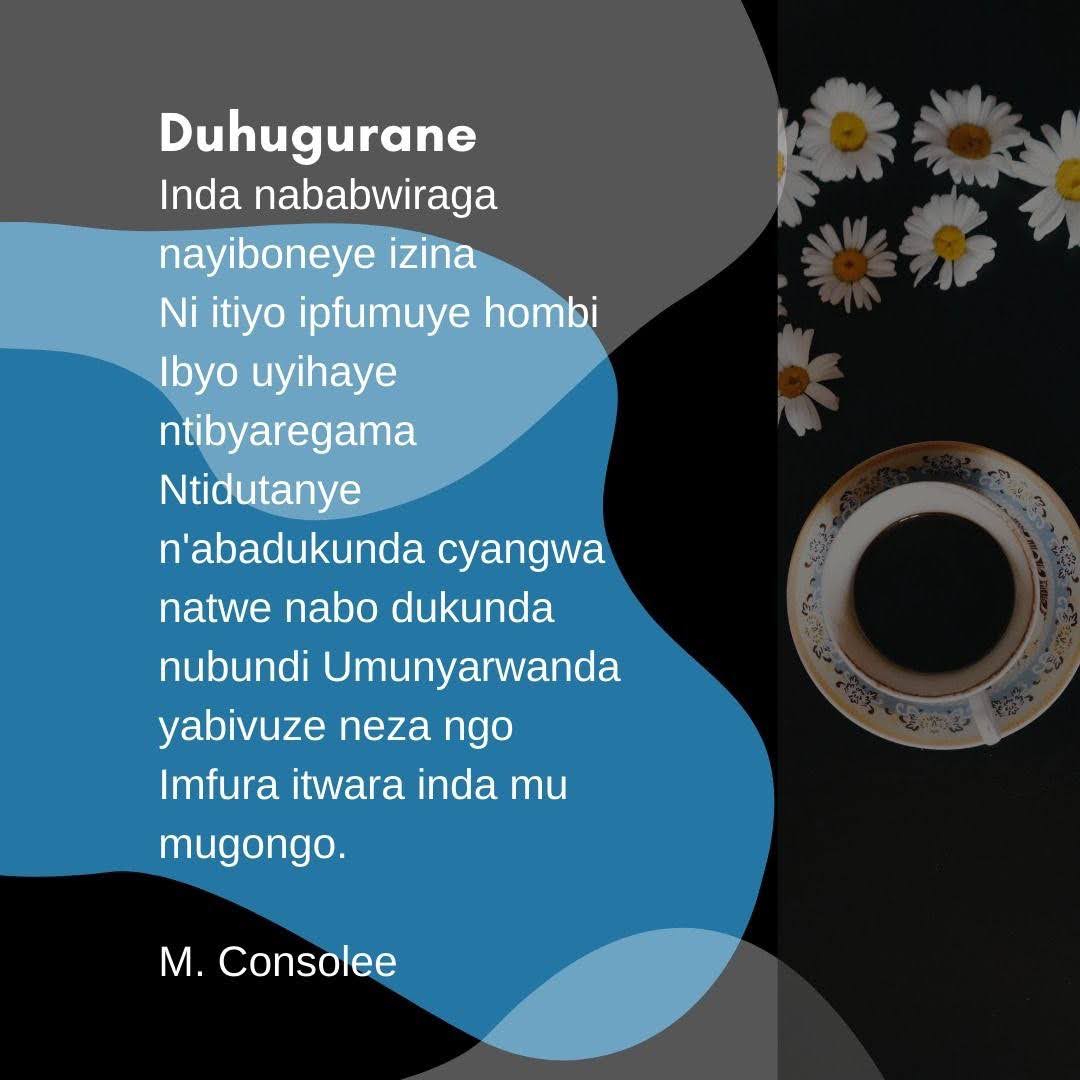 Duhugurane
Inda nababwiraga
nayiboneye izina
Ni itiyo ipfumuye hombi
Ibyo uyihaye
ntibyaregama
Ntidutanye
n'abadukunda cyangwa
natwe nabo dukunda
nubundi Umunyarwanda
yabivuze neza ngo
Imfura itwara inda mu
mugongo.
M. Consolee